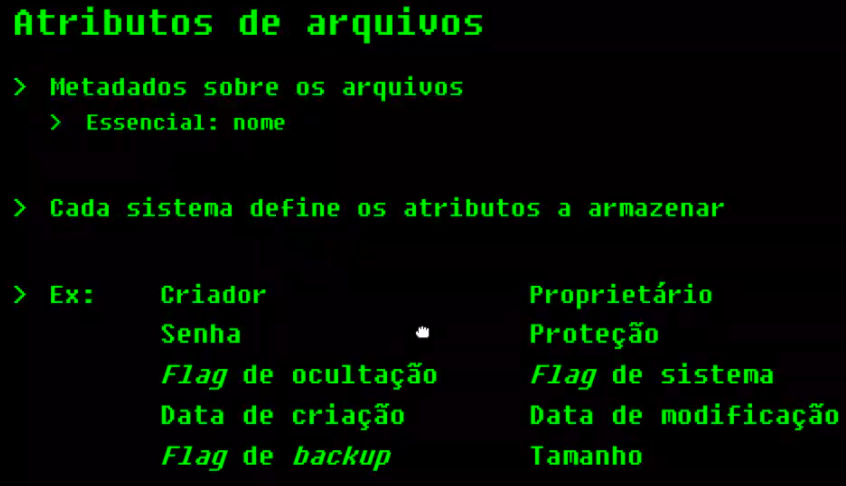 Atributos de arquivos
> Metadados sobre os arquivos
> Essencial: nome
> Cada sistema define os atributos a armazenar
> Ex: Criador Proprietário
Senha Proteção
Flag de ocultação Flag de sistema
Data de criação Data de modificação
Flag de backup Tamanho